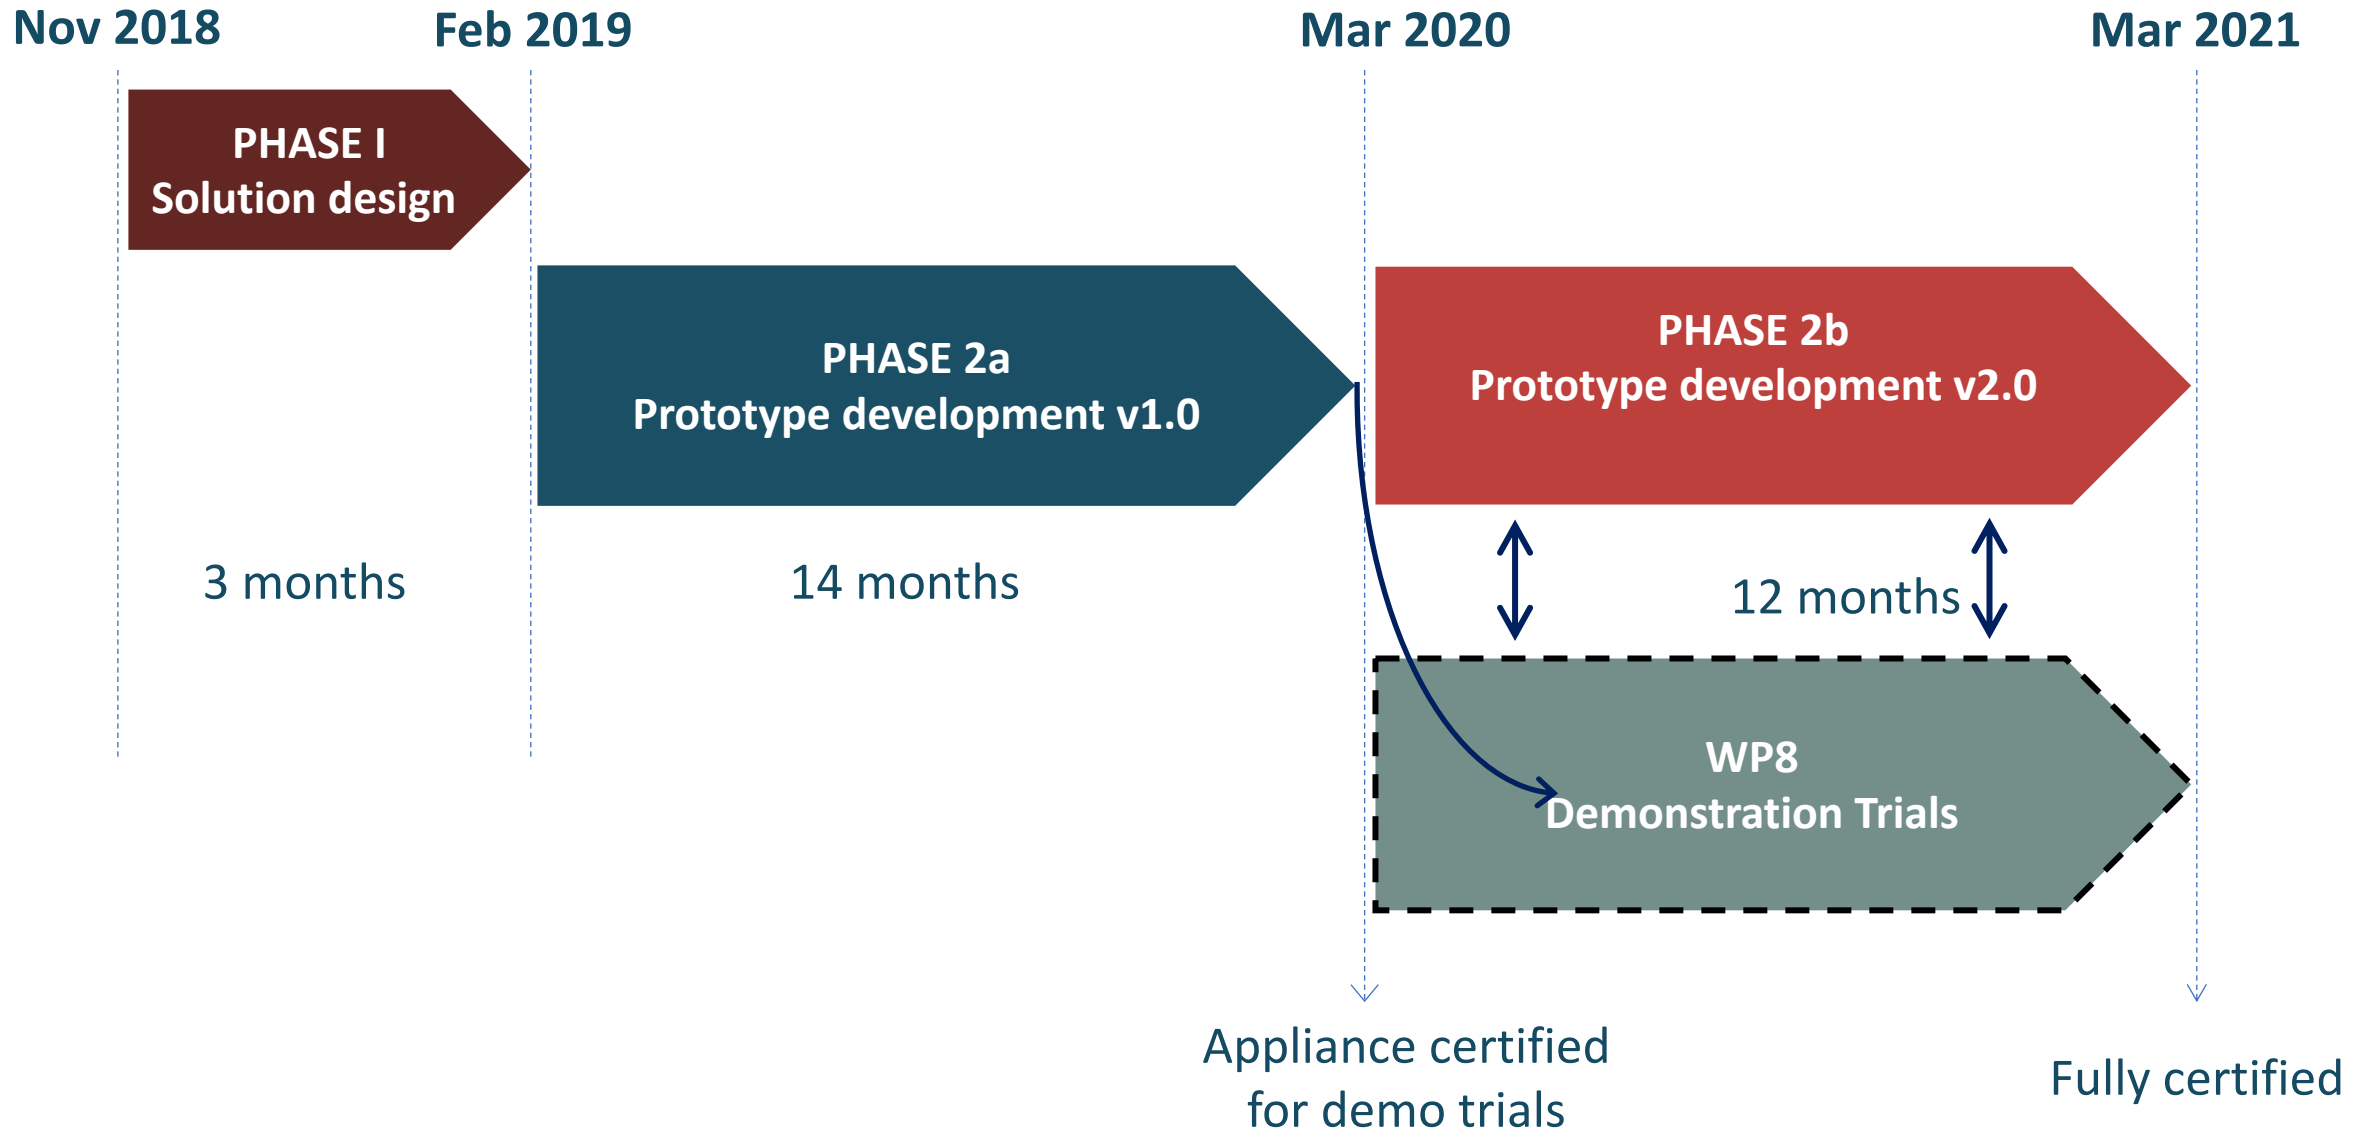 Nov 2018
Feb 2019
Mar 2020
Mar 2021
PHASE I
Solution design
PHASE 2a
Prototype development v1.0
PHASE 2b
Prototype development v2.0
3 months
14 months
12 months
WP8
Demonstration Trials
Appliance certified
for demo trials
Fully certified